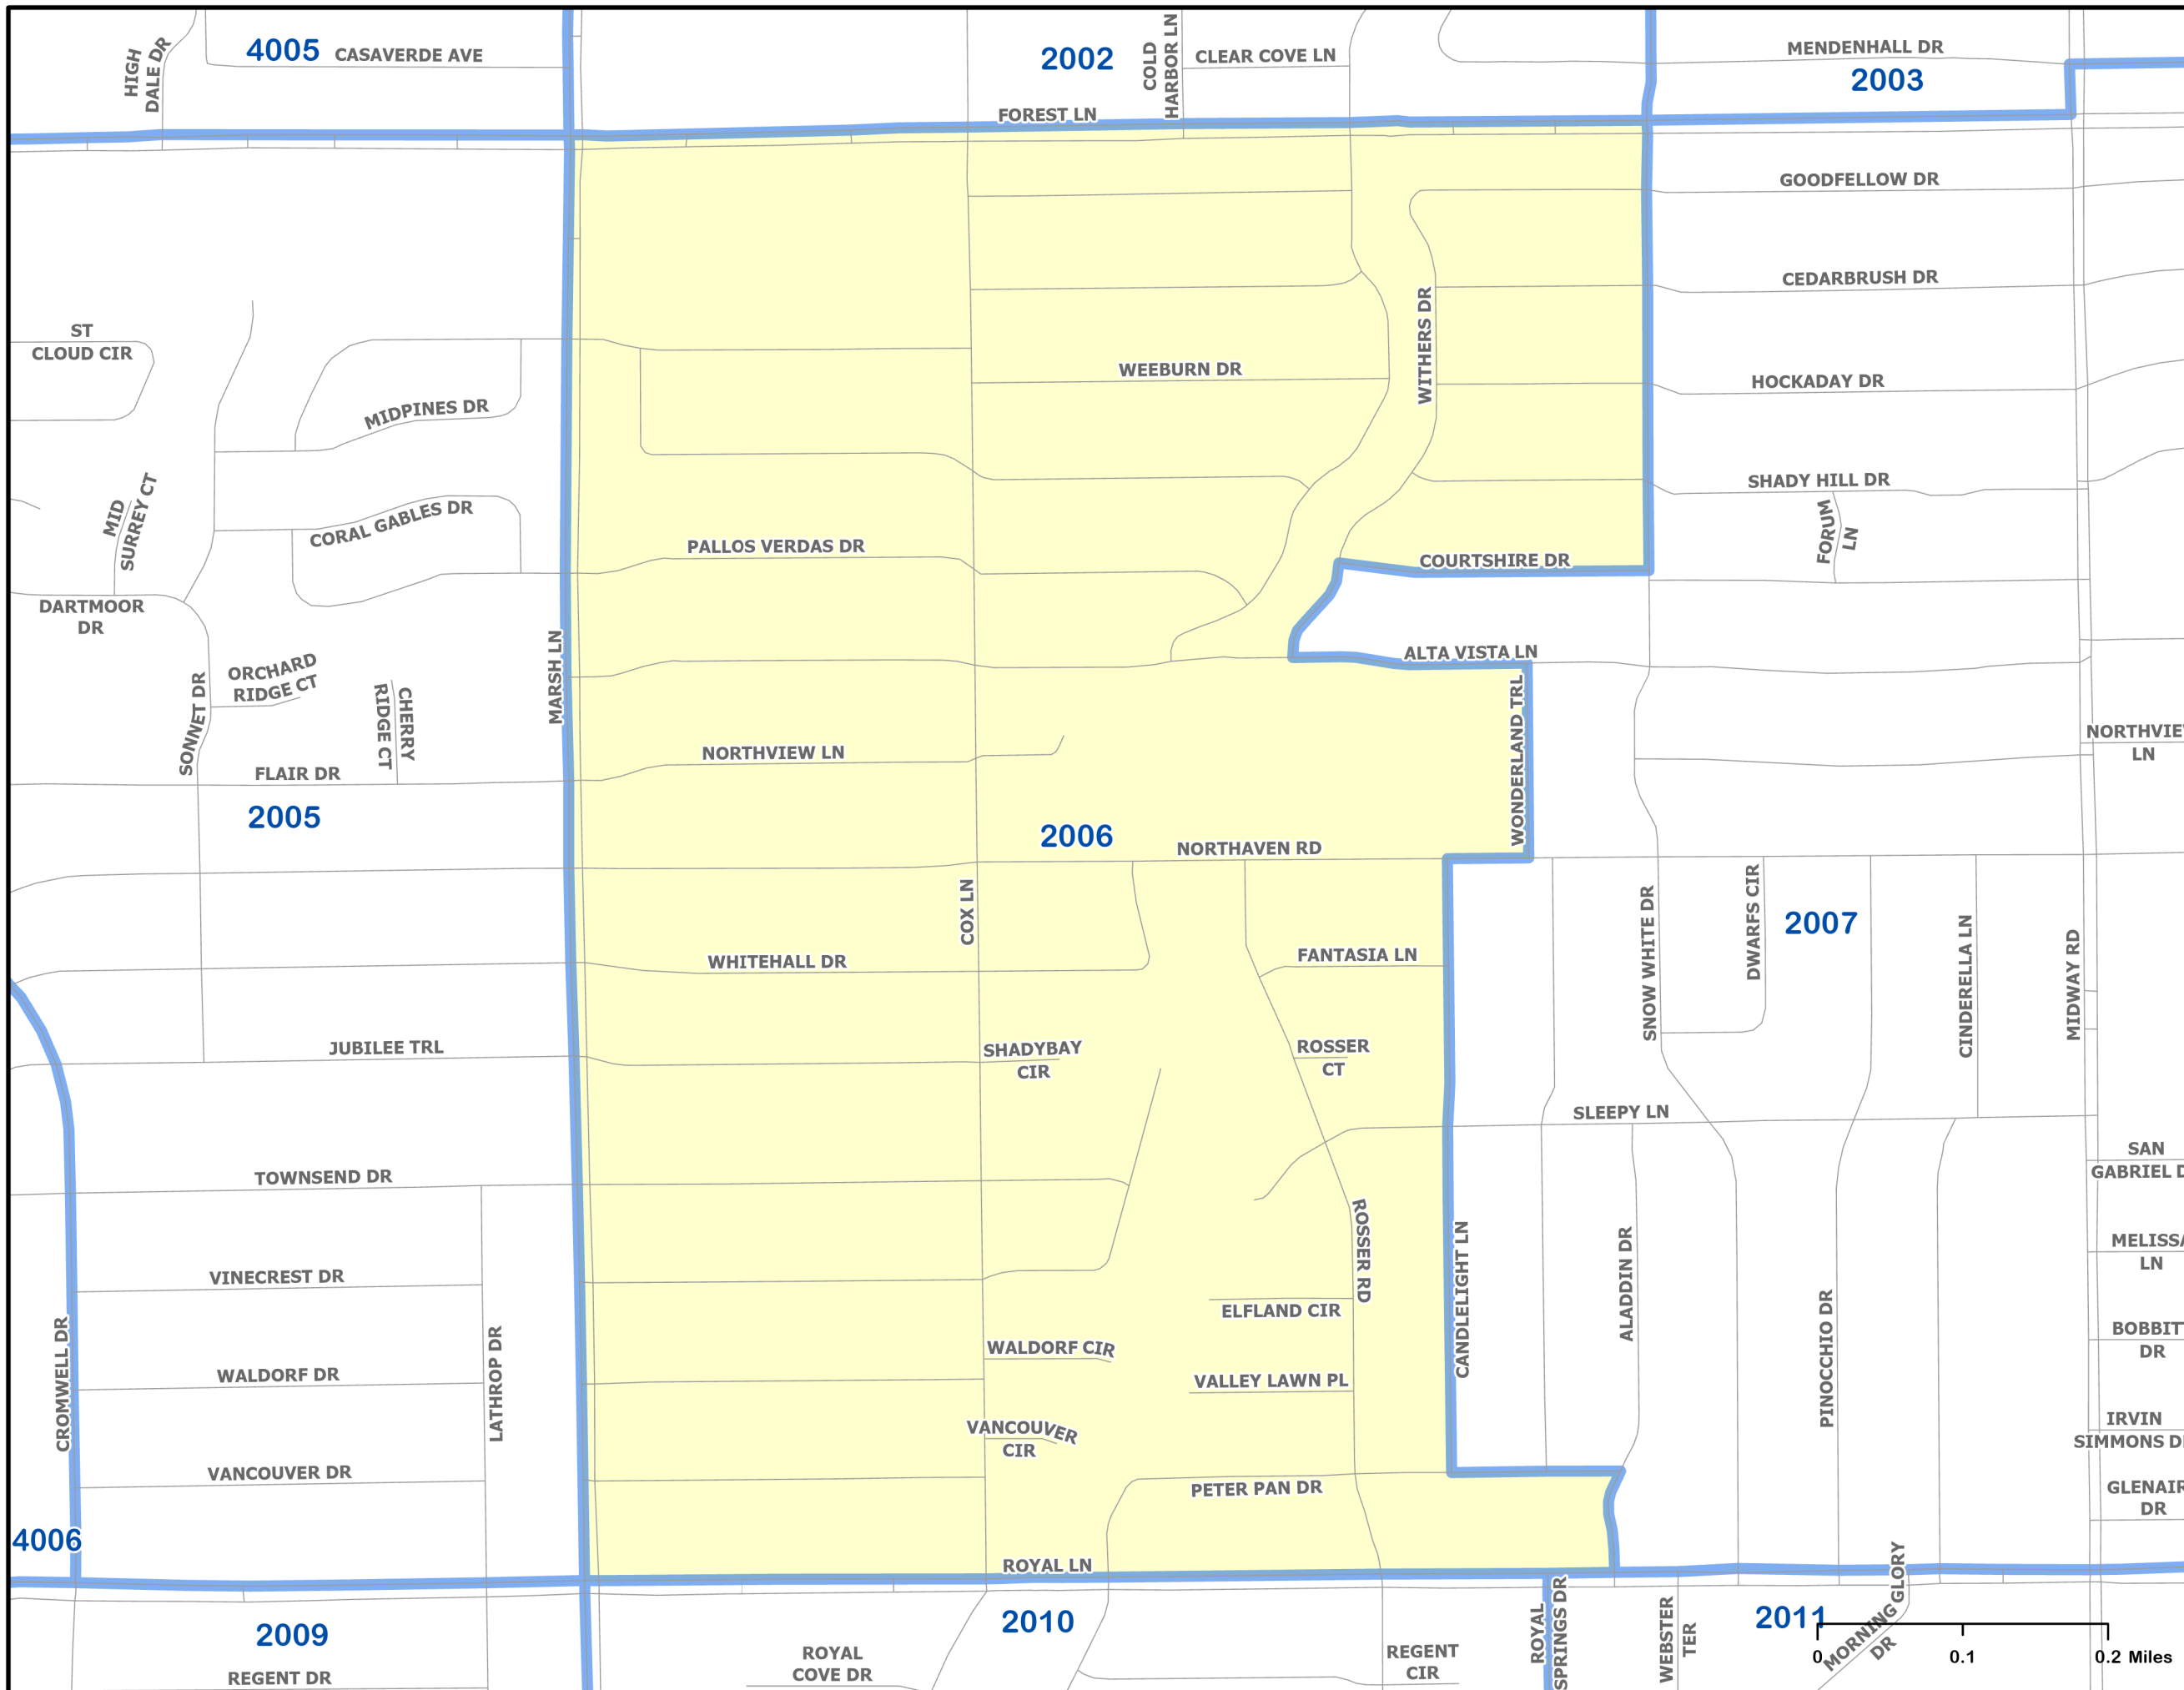 HIGH
DALE DR
4005
CASAVERDE AVE
2002
COLD
HARBOR LN
CLEAR COVE LN
MENDENHALL DR
2003
FOREST LN
GOODFELLOW DR
CEDARBRUSH DR
ST
CLOUD CIR
WITHERS DR
WEEBURN DR
HOCKADAY DR
MIDPINES DR
MID
SURREY CT
CORAL GABLES DR
SHADY HILL DR
FORUM
LN
PALLOS VERDAS DR
COURTSHIRE DR
DARTMOOR
DR
MARSH LN
ALTA VISTA LN
ORCHARD
RIDGE CT
SONNET DR
CHERRY
RIDGE CT
WONDERLAND TRL
NORTHVIEW LN
NORTHVIE
LN
FLAIR DR
2005
2006
NORTHAVEN RD
COX LN
SNOW WHITE DR
DWARFS CIR
2007
CINDERELLA LN
MIDWAY RD
WHITEHALL DR
FANTASIA LN
JUBILEE TRL
SHADYBAY
CIR
ROSSER
CT
SLEEPY LN
SAN
GABRIEL D
TOWNSEND DR
ROSSER RD
CANDLELIGHT LN
ALADDIN DR
MELISSA
LN
VINECREST DR
ELFLAND CIR
PINOCCHIO DR
CROMWELL DR
LATHROP DR
WALDORF CIR
BOBBIT
DR
WALDORF DR
VALLEY LAWN PL
VANCOUVER
CIR
IRVIN
SIMMONS D
VANCOUVER DR
PETER PAN DR
GLENAIR
DR
4006
ROYAL LN
2009
2010
ROYAL
SPRINGS DR
WEBSTER
TER
2011
MORNING GLORY
DR
REGENT DR
ROYAL
COVE DR
REGENT
CIR
0 0.1 0.2 Miles